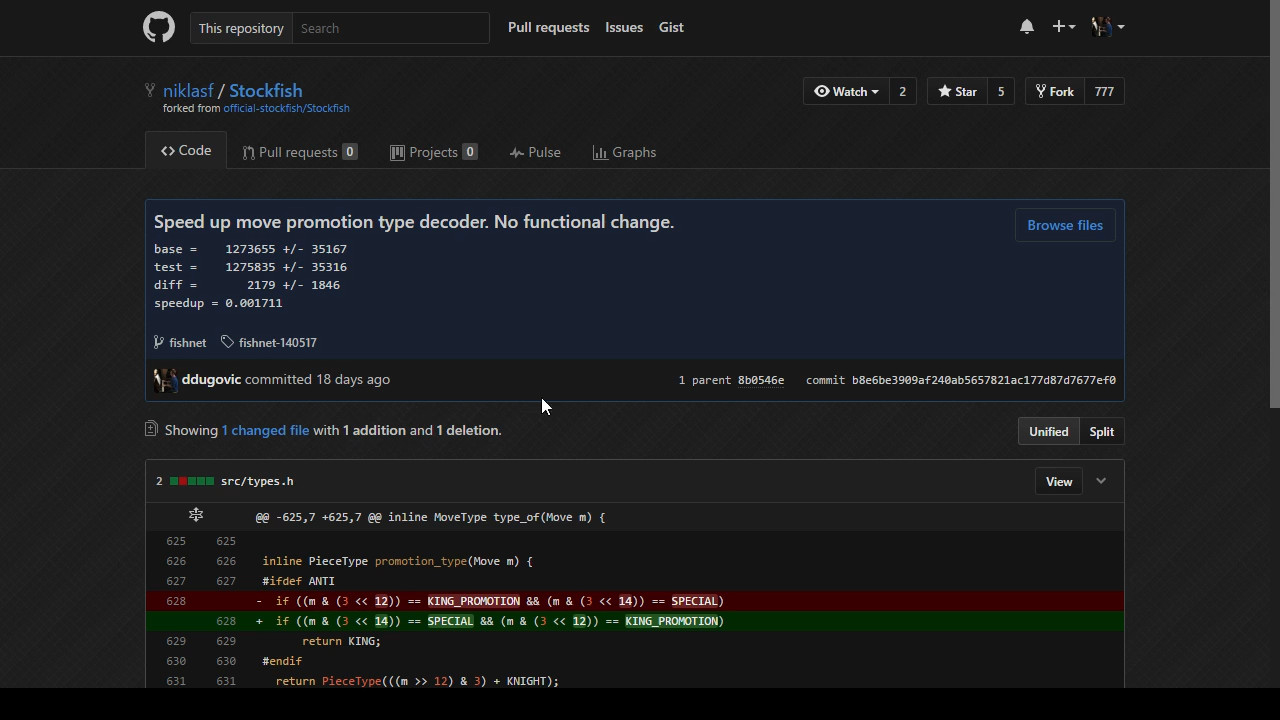 This repository Search Pull requests Issues Gist
niklasf / Stockfish
forked from official-stockfish/Stockfish
Watch 2 Star 5 Fork 777
Code Pull requests 0 Projects 0 Pulse Graphs
Speed up move promotion type decoder. No functional change.
Browse files
base = 1273655 +/- 35167
test = 1275835 +/- 35316
diff = 2179 +/- 1846
speedup = 0.001711
fishnet fishnet-140517
ddugovic committed 18 days ago 1 parent 8b0546e commit b8e6be3909af240ab5657821ac177d87d7677ef0
Showing 1 changed file with 1 addition and 1 deletion.
Unified Split
2 src/types.h View
@@ -625,7 +625,7 @@ inline MoveType type_of(Move m) {
625 625
626 626 inline PieceType promotion_type(Move m) {
627 627 #ifdef ANTI
628 - if ((m & (3 << 12)) == KING_PROMOTION && (m & (3 << 14)) == SPECIAL)
628 + if ((m & (3 << 14)) == SPECIAL && (m & (3 << 12)) == KING_PROMOTION)
629 629 return KING;
630 630 #endif
631 631 return PieceType(((m >> 12) & 3) + KNIGHT);